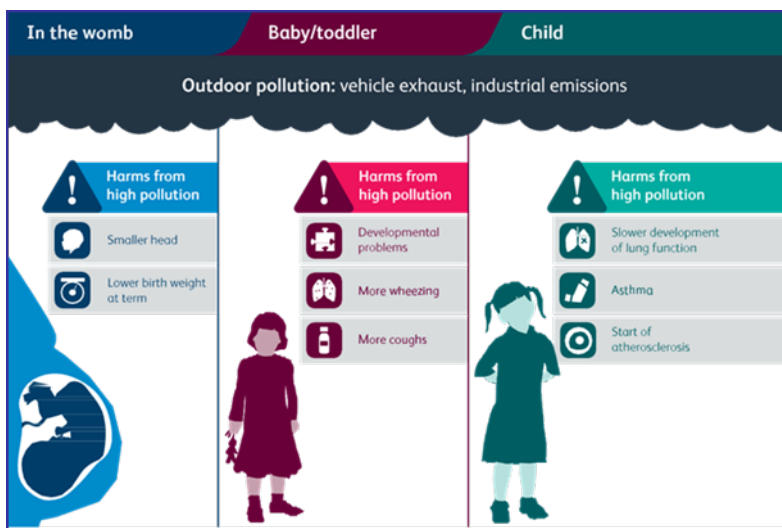 In the womb
Baby/toddler
Child
Outdoor pollution: vehicle exhaust, industrial emissions
Harms from
high pollution
Smaller head
Lower birth weight
at term
Harms from
high pollution
Developmental
problems
More wheezing
More coughs
Harms from
high pollution
Slower development
of lung function
Asthma
Start of
atherosclerosis